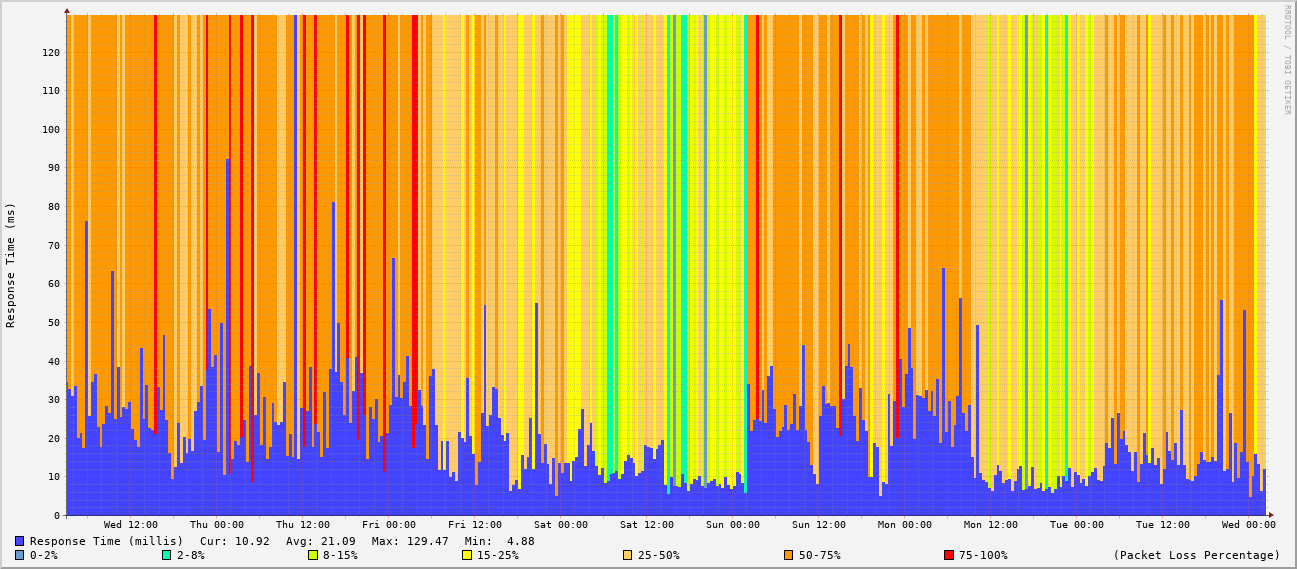 RRDTOOL / TOBI OETIKER
Response Time (ms)
120
110
100
90
80
70
60
50
40
30
20
10
0
Wed 12:00 Thu 00:00 Thu 12:00 Fri 00:00 Fri 12:00 Sat 00:00 Sat 12:00 Sun 00:00 Sun 12:00 Mon 00:00 Mon 12:00 Tue 00:00 Tue 12:00 Wed 00:00
Response Time (millis) Cur: 10.92 Avg: 21.09 Max: 129.47 Min: 4.88
0-2% 2-8% 8-15% 15-25% 25-50% 50-75% 75-100% (Packet Loss Percentage)